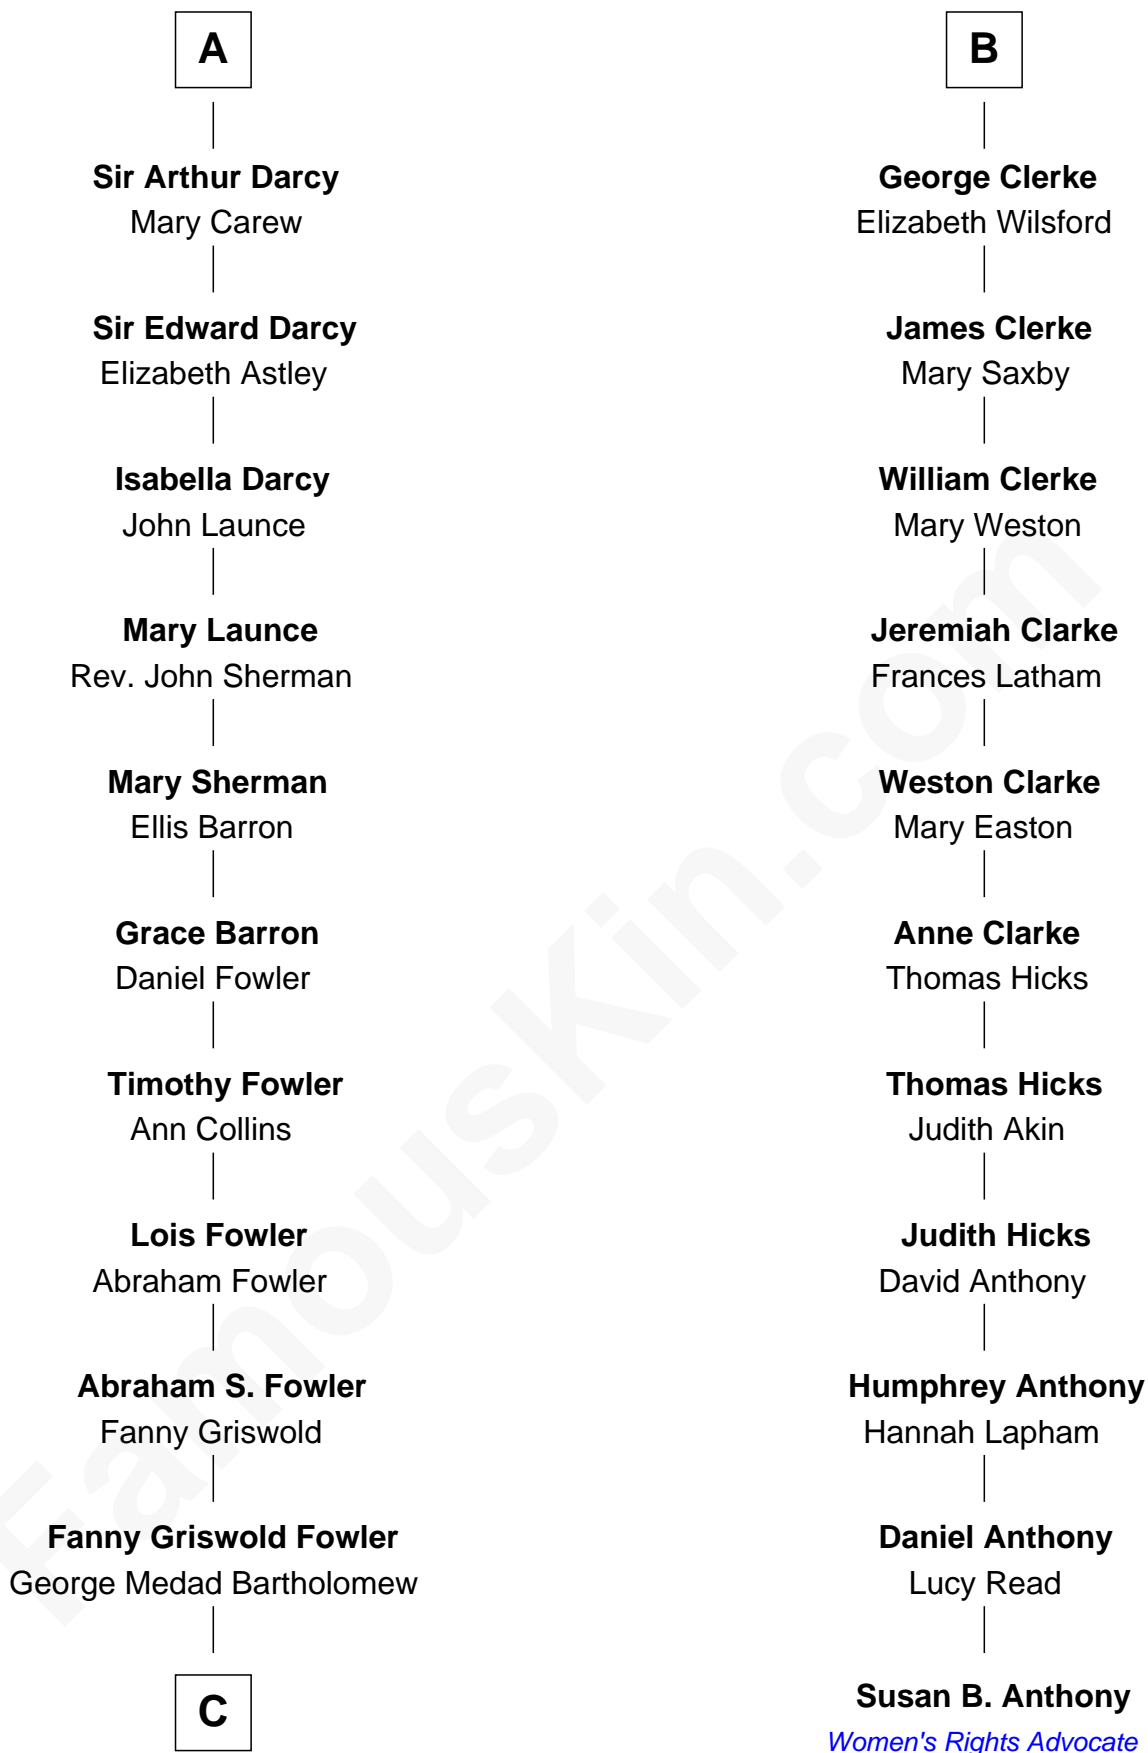 A
Sir Arthur Darcy
Mary Carew
Sir Edward Darcy
Elizabeth Astley
Isabella Darcy
John Launce
Mary Launce
Rev. John Sherman
Mary Sherman
Ellis Barron
Grace Barron
Daniel Fowler
Timothy Fowler
Ann Collins
Lois Fowler
Abraham Fowler
Abraham S. Fowler
Fanny Griswold
Fanny Griswold Fowler
George Medad Bartholomew
C
B
George Clerke
Elizabeth Wilsford
James Clerke
Mary Saxby
William Clerke
Mary Weston
Jeremiah Clarke
Frances Latham
Weston Clarke
Mary Easton
Anne Clarke
Thomas Hicks
Thomas Hicks
Judith Akin
Judith Hicks
David Anthony
Humphrey Anthony
Hannah Lapham
Daniel Anthony
Lucy Read
Susan B. Anthony
Women's Rights Advocate
FamousKin.com